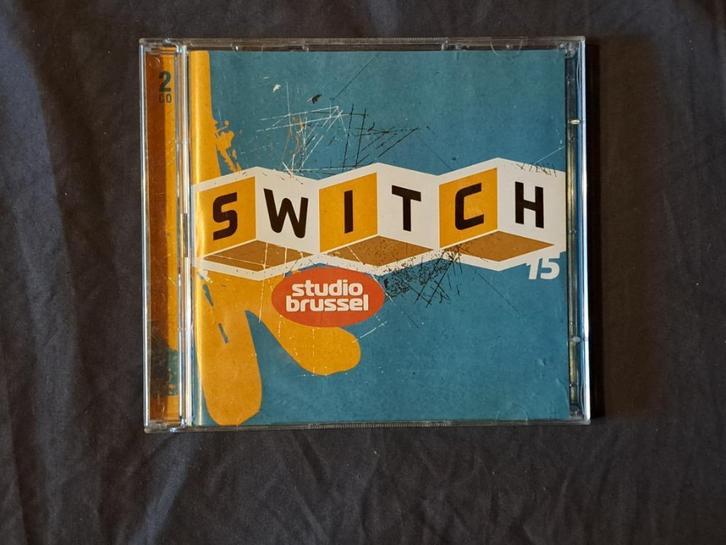 2
CD
SWITCH
15
studio
brussel